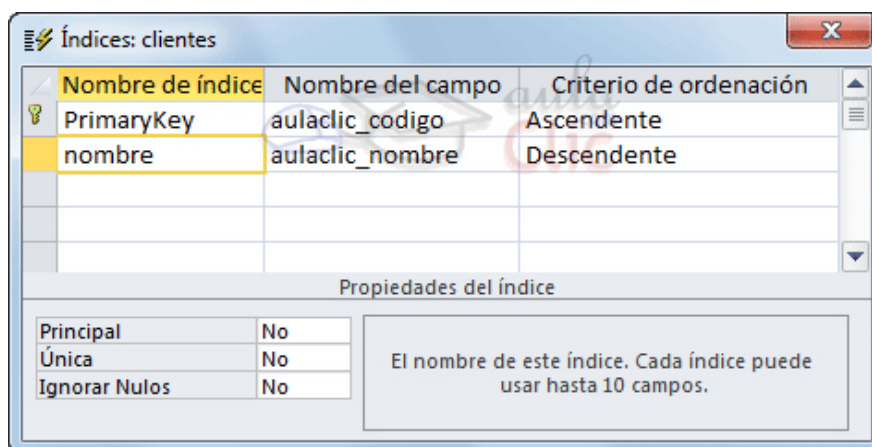 Índices: clientes
Nombre de índice Nombre del campo Criterio de ordenación
PrimaryKey aulaclic_codigo Ascendente
nombre aulaclic_nombre Descendente
aula
Clic
Propiedades del índice
Principal No
Única No
Ignorar Nulos No
El nombre de este índice. Cada índice puede
usar hasta 10 campos.